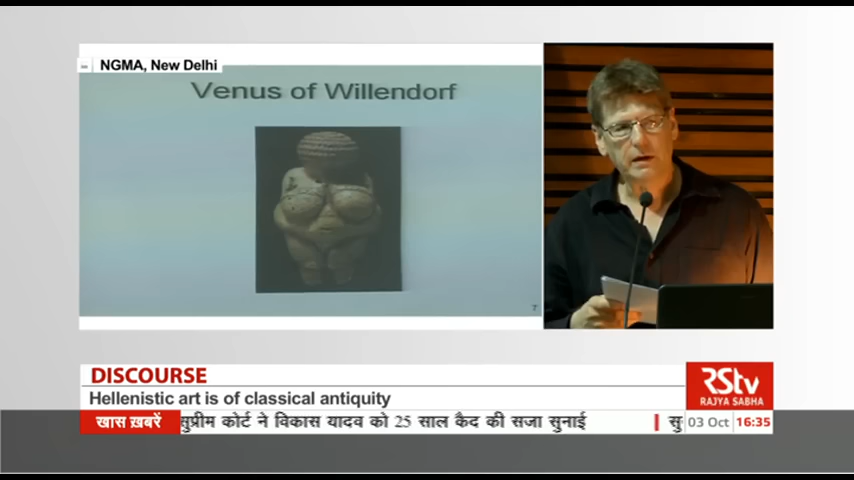 NGMA, New Delhi
Venus of Willendorf
7
DISCOURSE
Hellenistic art is of classical antiquity
RStv
RAJYA SABHA
खास ख़बरें सुप्रीम कोर्ट ने विकास यादव को 25 साल कैद की सजा सुनाई | सु 03 Oct 16:35